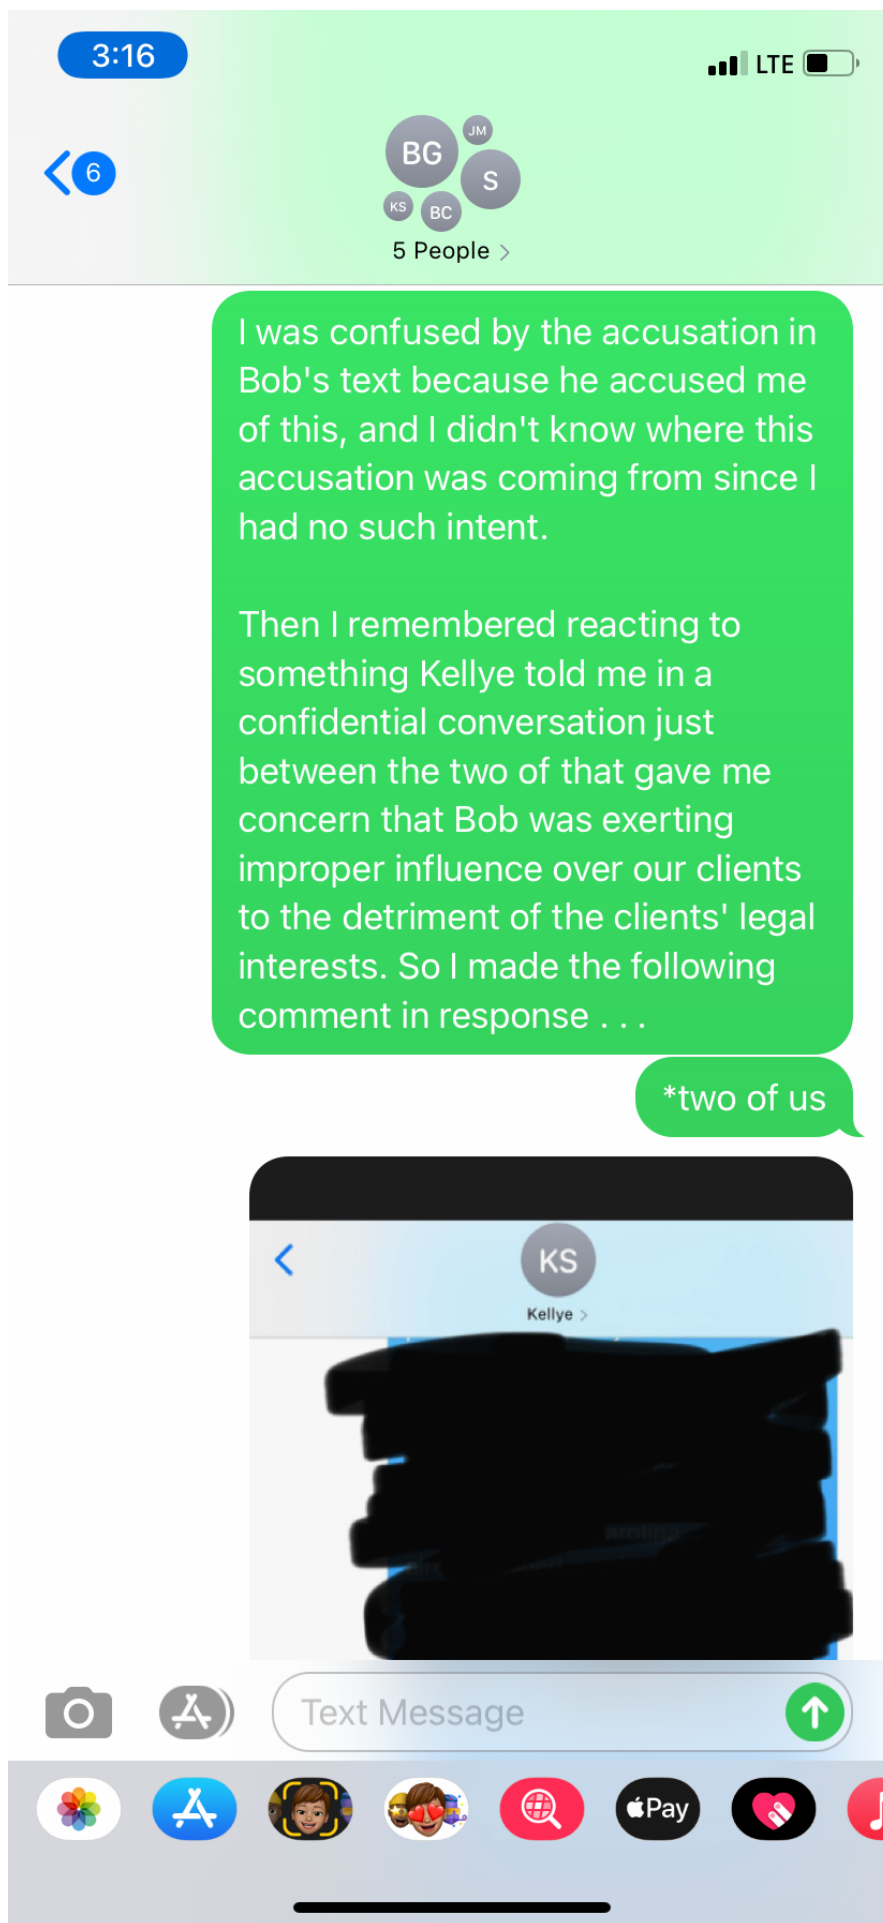 3:16
LTE
6
BG
JM
S
KS
BC
5 People
I was confused by the accusation in
Bob's text because he accused me
of this, and I didn't know where this
accusation was coming from since I
had no such intent.
Then I remembered reacting to
something Kellye told me in a
confidential conversation just
between the two of that gave me
concern that Bob was exerting
improper influence over our clients
to the detriment of the clients' legal
interests. So I made the following
comment in response . . .
*two of us
KS
Kellye
Text Message
Pay